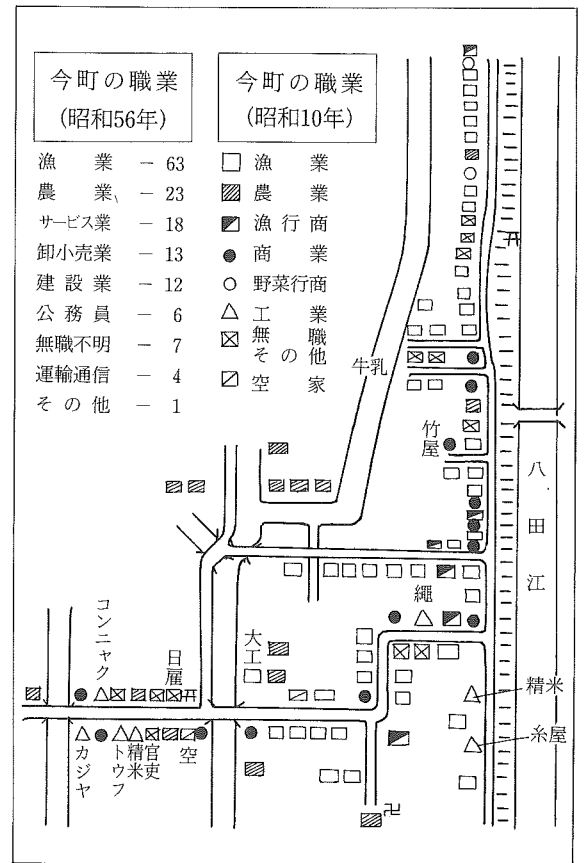 今町の職業
(昭和56年)
漁業 − 63
農業 − 23
サービス業 − 18
卸小売業 − 13
建設業 − 12
公務員 − 6
無職不明 − 7
運輸通信 − 4
その他 − 1
今町の職業
(昭和10年)
漁業
農業
漁行商
商業
野菜行商
工業
無職
その他
空家
牛乳
竹屋
八田江
縄
コンニャク
日雇
大工
精米
糸屋
カジヤ
トウフ
精米
官吏
空
卍